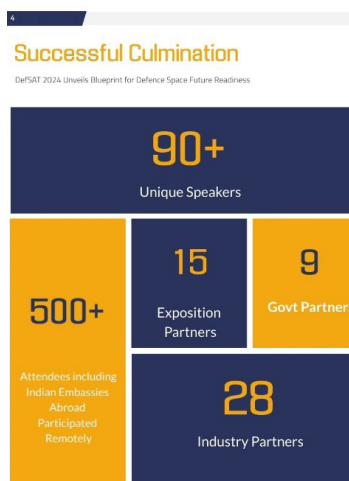 4
Successful Culmination
DefSAT 2024 Unveils Blueprint for Defence Space Future Readiness
90+
Unique Speakers
500+
Attendees including
Indian Embassies
Abroad
Participated
Remotely
15
Exposition
Partners
9
Govt Partner
28
Industry Partners